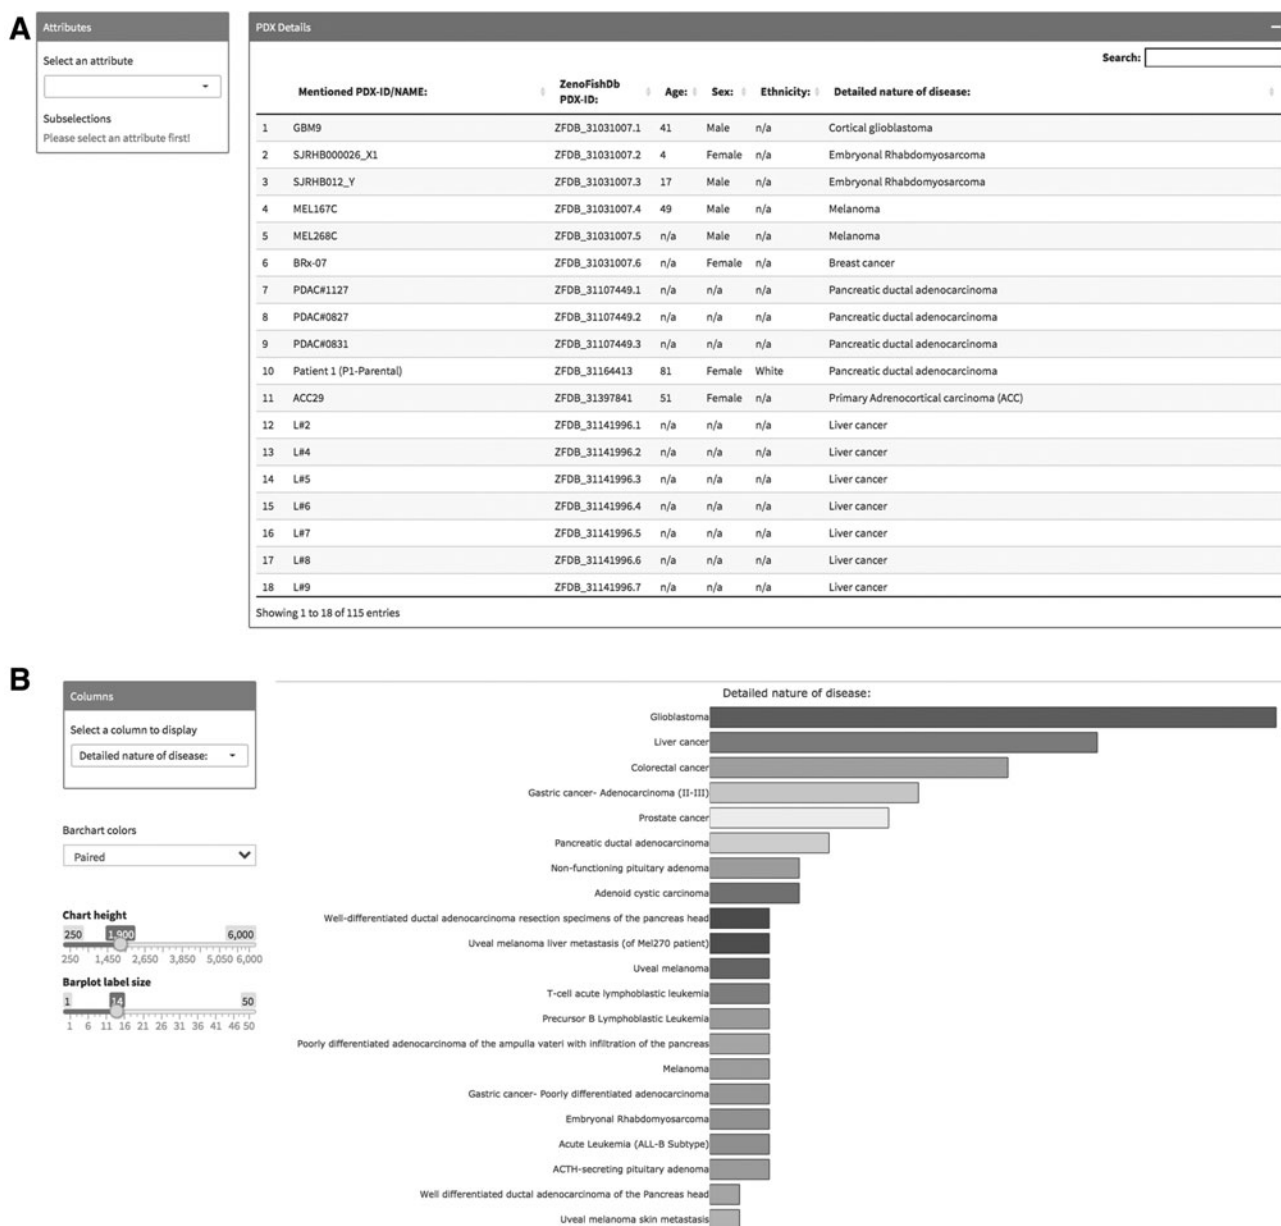 A
Attributes
Select an attribute
Subselections
Please select an attribute first!
PDX Details
Search:
Mentioned PDX-ID/NAME: ZenoFishDb PDX-ID: Age: Sex: Ethnicity: Detailed nature of disease:
1 GBM9 ZFDB_31031007.1 41 Male n/a Cortical glioblastoma
2 SJRHB000026_X1 ZFDB_31031007.2 4 Female n/a Embryonal Rhabdomyosarcoma
3 SJRHB012_Y ZFDB_31031007.3 17 Male n/a Embryonal Rhabdomyosarcoma
4 MEL167C ZFDB_31031007.4 49 Male n/a Melanoma
5 MEL268C ZFDB_31031007.5 n/a Male n/a Melanoma
6 BRx-07 ZFDB_31031007.6 Female n/a Breast cancer
7 PDAC#1127 ZFDB_31107449.1 n/a n/a n/a Pancreatic ductal adenocarcinoma
8 PDAC#0827 ZFDB_31107449.2 n/a n/a n/a Pancreatic ductal adenocarcinoma
9 PDAC#0831 ZFDB_31107449.3 n/a n/a n/a Pancreatic ductal adenocarcinoma
10 Patient 1 (P1-Parental) ZFDB_31164413 81 Female White Pancreatic ductal adenocarcinoma
11 ACC29 ZFDB_31397841 51 Female n/a Primary Adrenocortical carcinoma (ACC)
12 L#2 ZFDB_31141996.1 n/a n/a n/a Liver cancer
13 L#4 ZFDB_31141996.2 n/a n/a n/a Liver cancer
14 L#5 ZFDB_31141996.3 n/a n/a n/a Liver cancer
15 L#6 ZFDB_31141996.4 n/a n/a n/a Liver cancer
16 L#7 ZFDB_31141996.5 n/a n/a n/a Liver cancer
17 L#8 ZFDB_31141996.6 n/a n/a n/a Liver cancer
18 L#9 ZFDB_31141996.7 n/a n/a n/a Liver cancer
Showing 1 to 18 of 115 entries
B
Columns
Select a column to display
Detailed nature of disease:
Barchart colors
Paired
Chart height
250 1,900 6,000
250 1,450 2,650 3,850 5,050 6,000
Barplot label size
1 14 50
1 6 11 16 21 26 31 36 41 46 50
Detailed nature of disease:
Glioblastoma
Liver cancer
Colorectal cancer
Gastric cancer- Adenocarcinoma (II-III)
Prostate cancer
Pancreatic ductal adenocarcinoma
Non-functioning pituitary adenoma
Adenoid cystic carcinoma
Well-differentiated ductal adenocarcinoma resection specimens of the pancreas head
Uveal melanoma liver metastasis (of Mel270 patient)
Uveal melanoma
T-cell acute lymphoblastic leukemia
Precursor B Lymphoblastic Leukemia
Poorly differentiated adenocarcinoma of the ampulla vateri with infiltration of the pancreas
Melanoma
Gastric cancer- Poorly differentiated adenocarcinoma
Embryonal Rhabdomyosarcoma
Acute Leukemia (ALL-B Subtype)
ACTH-secreting pituitary adenoma
Well differentiated ductal adenocarcinoma of the Pancreas head
Uveal melanoma skin metastasis